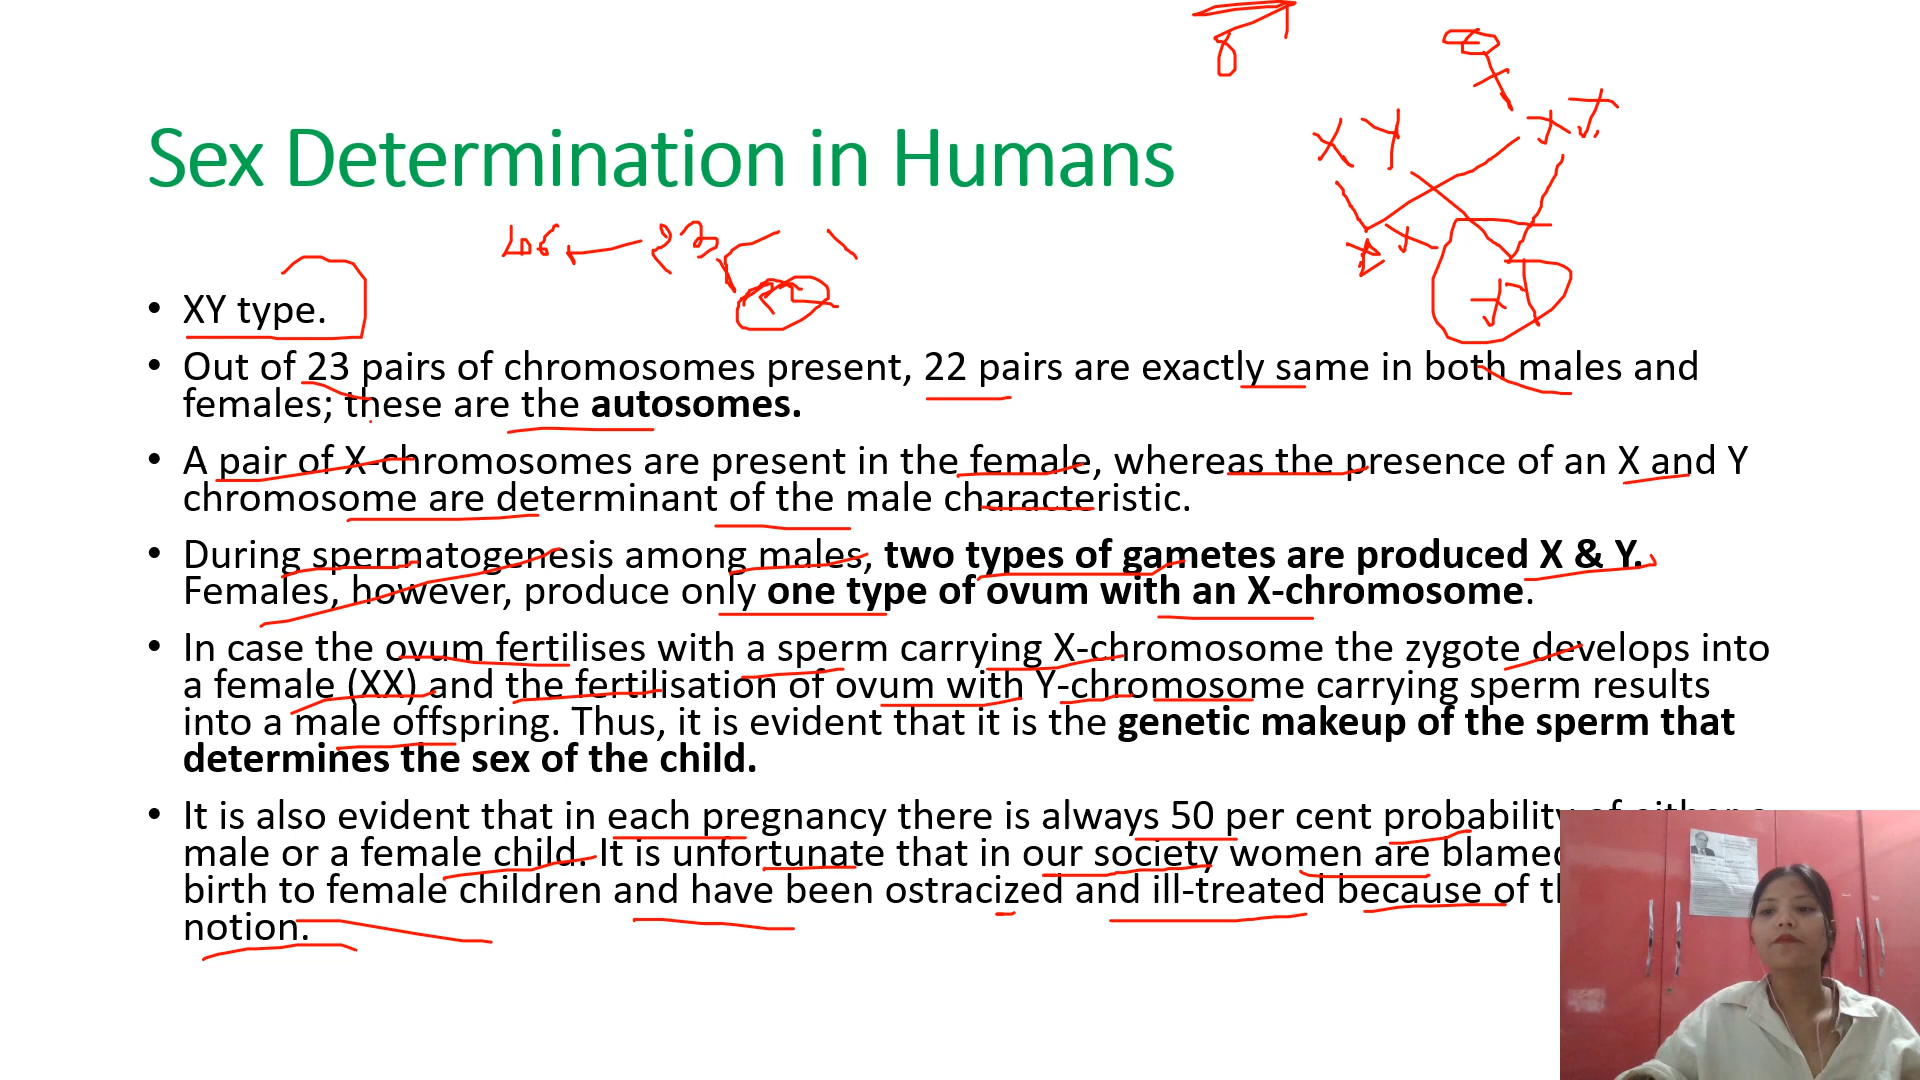 Sex Determination in Humans
X Y
23
• XY type.
• Out of 23 pairs of chromosomes present, 22 pairs are exactly same in both males and
females; these are the autosomes.
• A pair of X-chromosomes are present in the female, whereas the presence of an X and Y
chromosome are determinant of the male characteristic.
• During spermatogenesis among males, two types of gametes are produced X & Y.
Females, however, produce only one type of ovum with an X-chromosome.
• In case the ovum fertilises with a sperm carrying X-chromosome the zygote develops into
a female (XX) and the fertilisation of ovum with Y-chromosome carrying sperm results
into a male offspring. Thus, it is evident that it is the genetic makeup of the sperm that
determines the sex of the child.
• It is also evident that in each pregnancy there is always 50 per cent probability
male or a female child. It is unfortunate that in our society women are blamed
birth to female children and have been ostracized and ill-treated because of
notion.